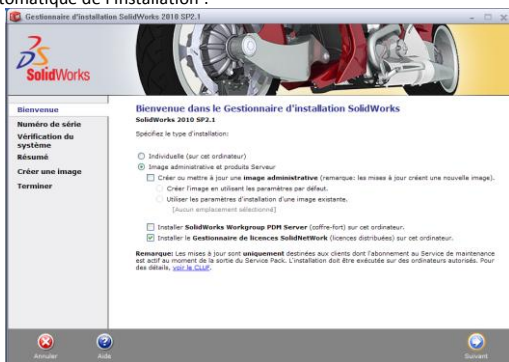 tomatique de l'installation :
Gestionnaire d'installation SolidWorks 2010 SP2.1
SolidWorks
Bienvenue
Numéro de série
Vérification du
système
Résumé
Créer une image
Terminer
Bienvenue dans le Gestionnaire d'installation SolidWorks
SolidWorks 2010 SP2.1
Spécifiez le type d'installation:
Individuelle (sur cet ordinateur)
Image administrative et produits Serveur
Créer ou mettre à jour une image administrative (remarque: les mises à jour créent une nouvelle image).
Créer l'image en utilisant les paramètres par défaut.
Utiliser les paramètres d'installation d'une image existante.
[Aucun emplacement sélectionné]
Installer SolidWorks Workgroup PDM Server (coffre-fort) sur cet ordinateur.
Installer le Gestionnaire de licences SolidNetWork (licences distribuées) sur cet ordinateur.
Remarque: Les mises à jour sont uniquement destinées aux clients dont l'abonnement au Service de maintenance
est actif au moment de la sortie du Service Pack. L'installation doit être exécutée sur des ordinateurs autorisés. Pour
des détails, voir le CLUF.
Annuler
Aide
Suivant